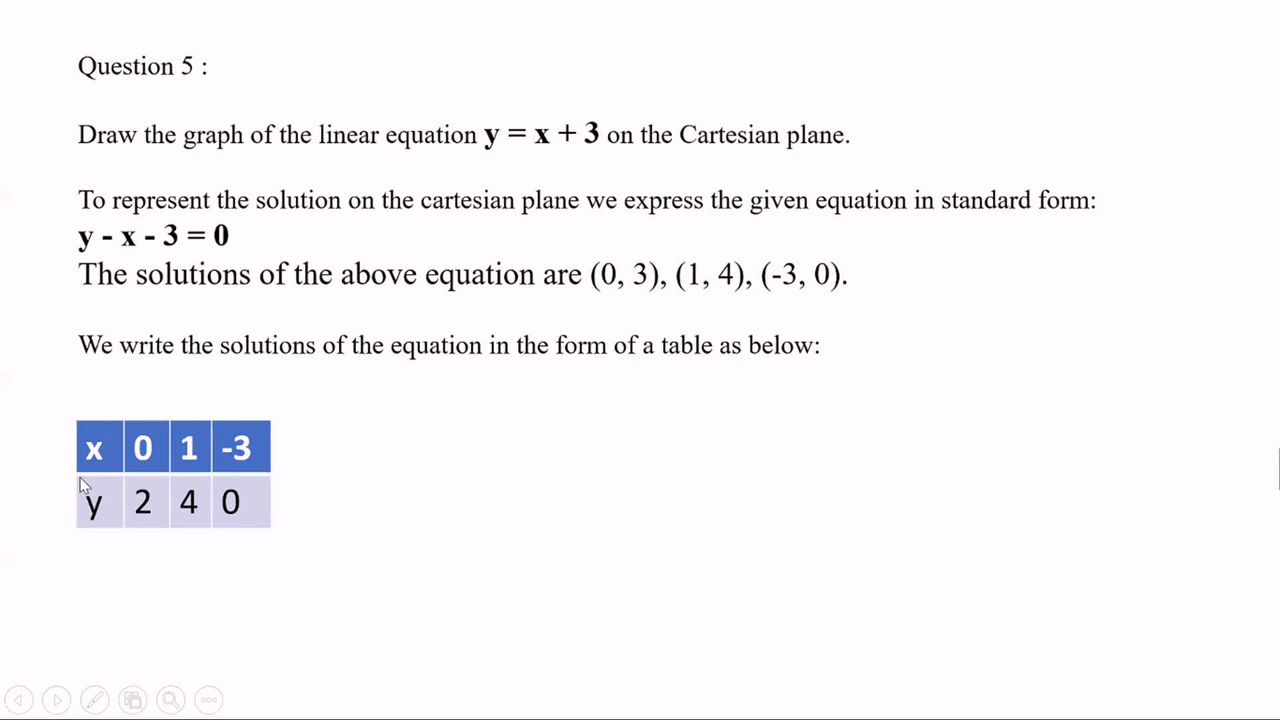 Question 5 :
Draw the graph of the linear equation y = x + 3 on the Cartesian plane.
To represent the solution on the cartesian plane we express the given equation in standard form:
y - x - 3 = 0
The solutions of the above equation are (0, 3), (1, 4), (-3, 0).
We write the solutions of the equation in the form of a table as below:
x 0 1 -3
y 2 4 0